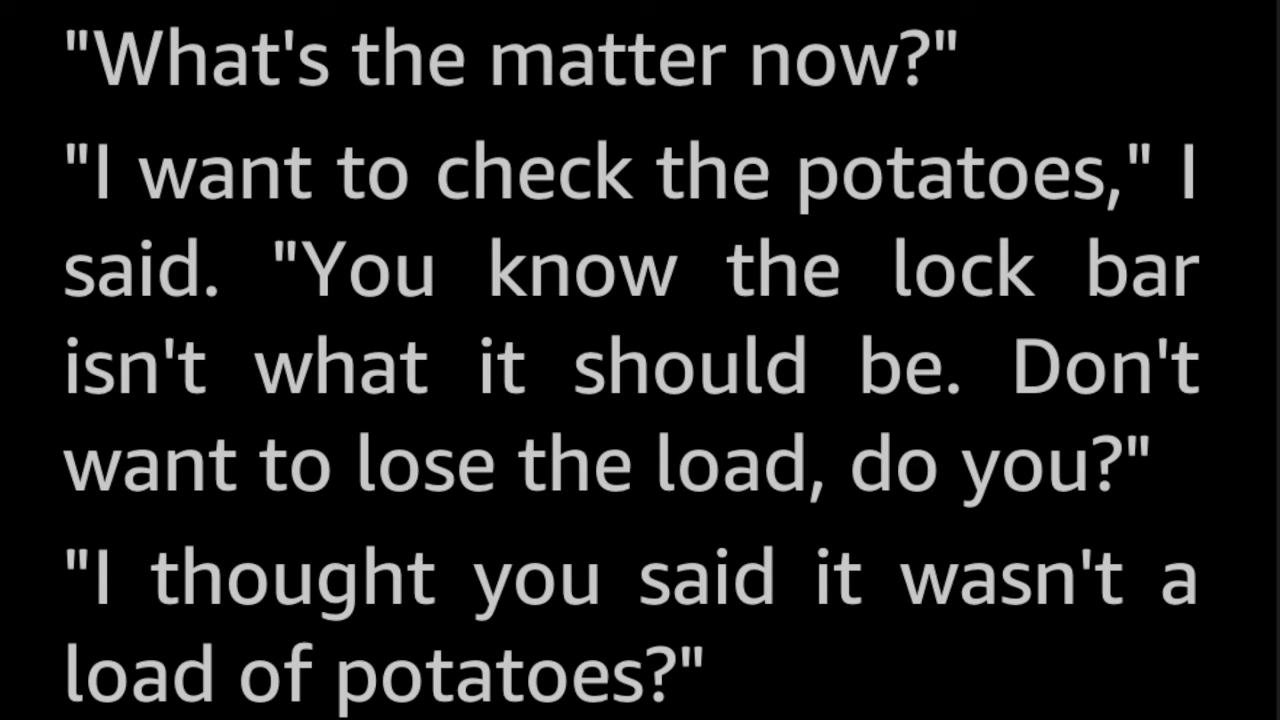 "What's the matter now?"
"I want to check the potatoes," I
said. "You know the lock bar
isn't what it should be. Don't
want to lose the load, do you?"
"I thought you said it wasn't a
load of potatoes?"